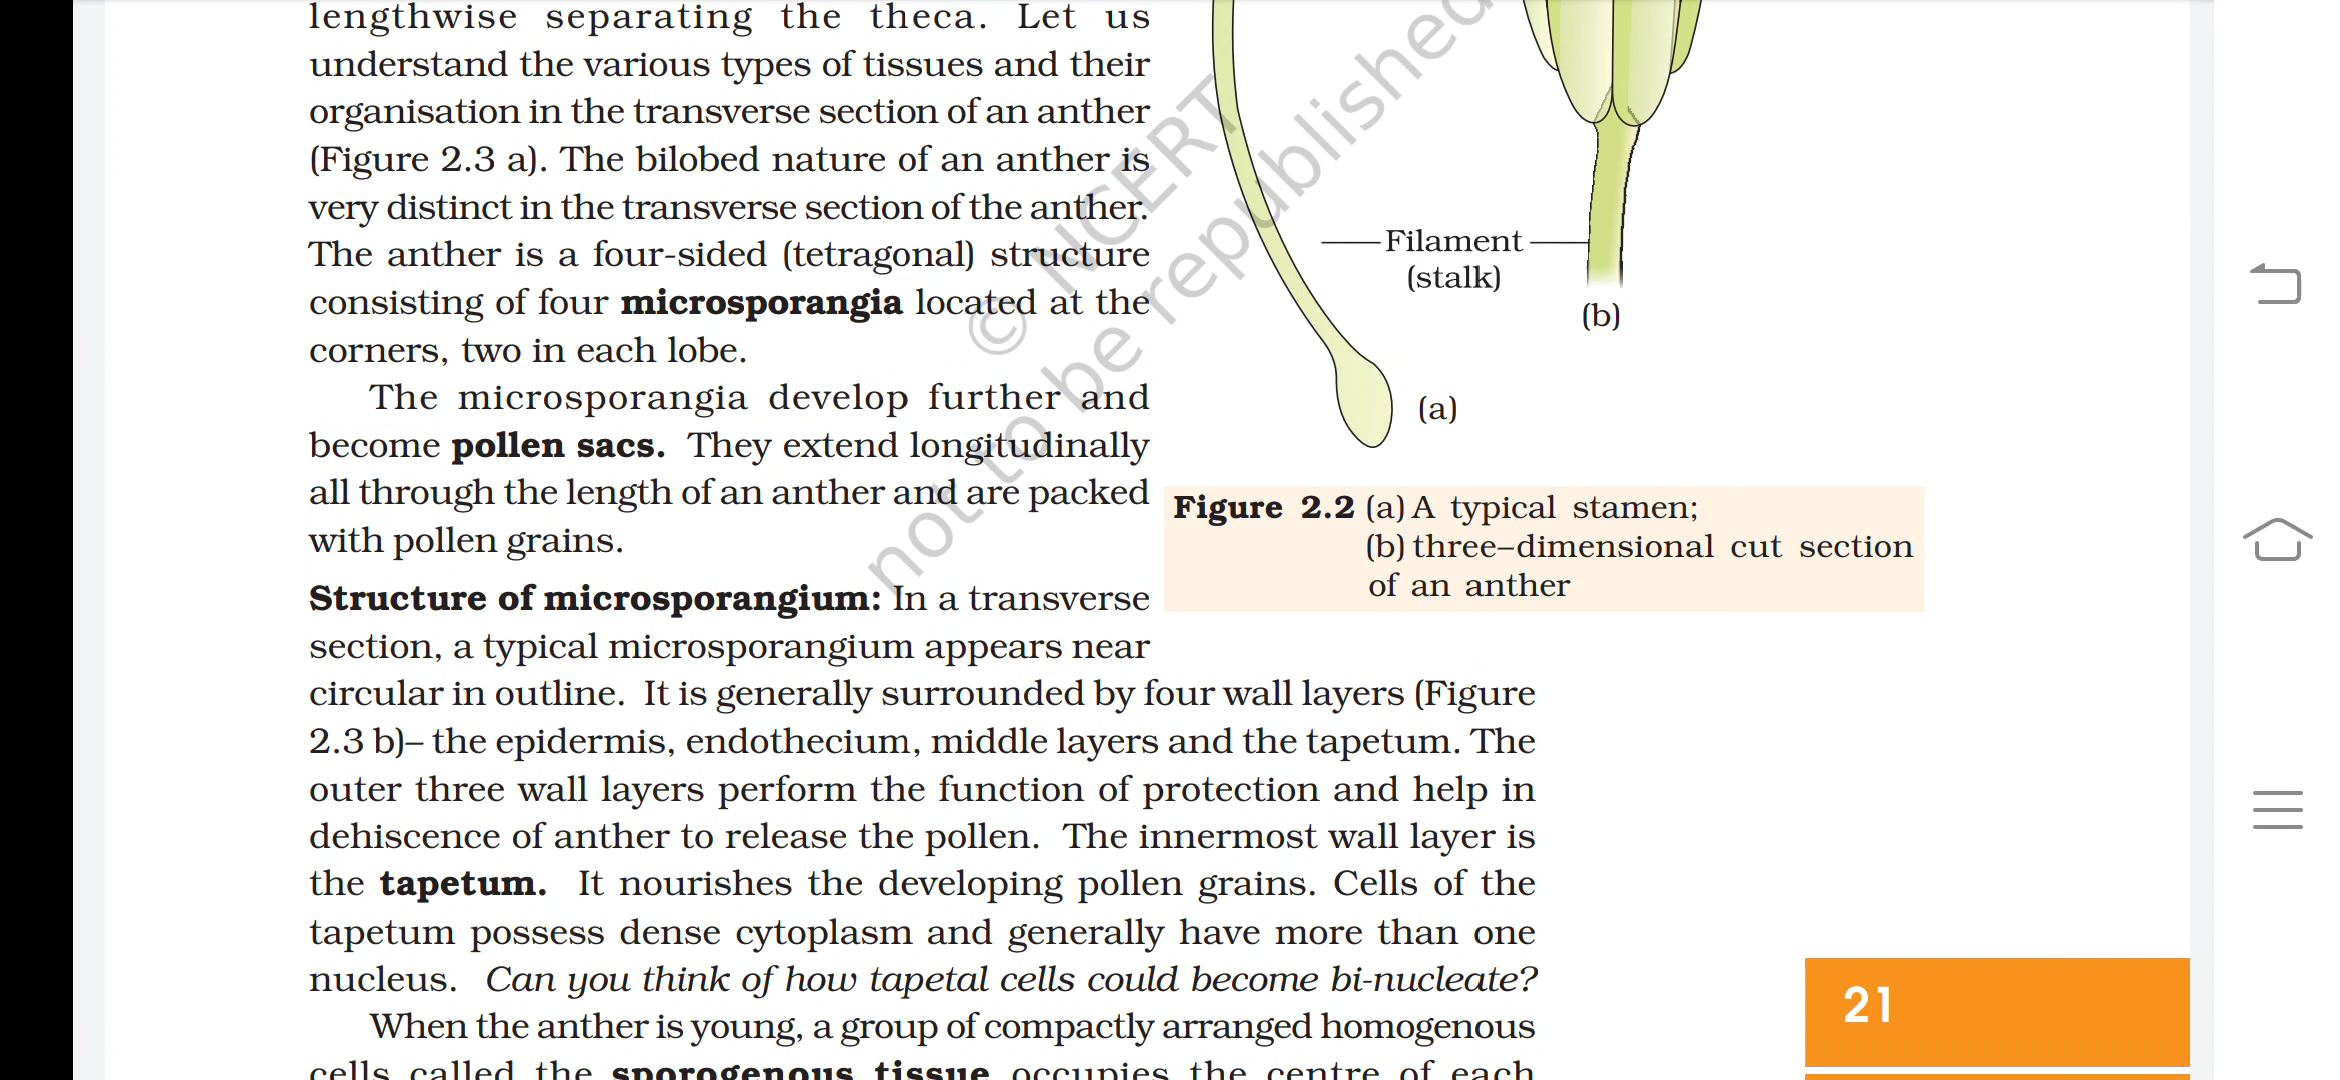 lengthwise separating the theca. Let us
understand the various types of tissues and their
organisation in the transverse section of an anther
(Figure 2.3 a). The bilobed nature of an anther is
very distinct in the transverse section of the anther.
The anther is a four-sided (tetragonal) structure
consisting of four microsporangia located at the
corners, two in each lobe.
The microsporangia develop further and
become pollen sacs. They extend longitudinally
all through the length of an anther and are packed
with pollen grains.
Structure of microsporangium: In a transverse
section, a typical microsporangium appears near
circular in outline. It is generally surrounded by four wall layers (Figure
2.3 b)– the epidermis, endothecium, middle layers and the tapetum. The
outer three wall layers perform the function of protection and help in
dehiscence of anther to release the pollen. The innermost wall layer is
the tapetum. It nourishes the developing pollen grains. Cells of the
tapetum possess dense cytoplasm and generally have more than one
nucleus. Can you think of how tapetal cells could become bi-nucleate?
When the anther is young, a group of compactly arranged homogenous
cells called the sporogenous tissue occupies the centre of each
Filament
(stalk)
(b)
(a)
Figure 2.2 (a) A typical stamen;
(b) three–dimensional cut section
of an anther
© NCERT
not to be republished
21